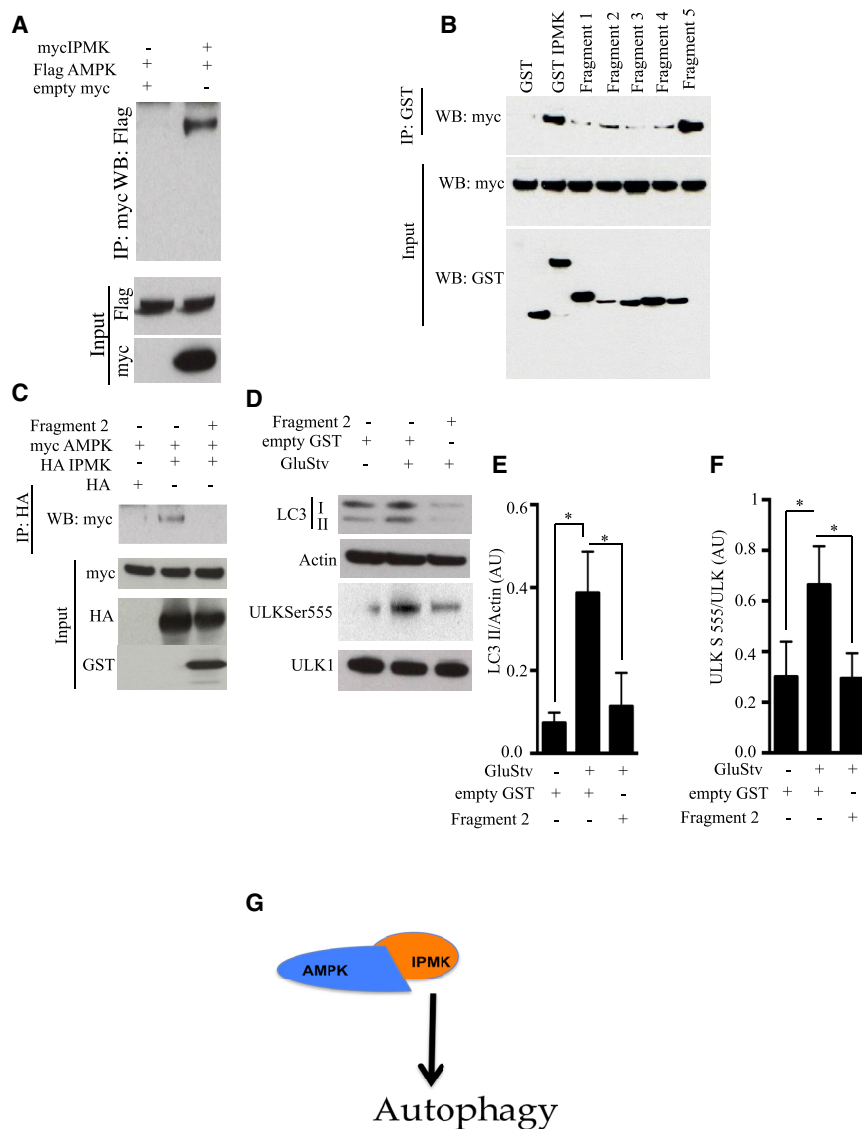 A
mycIPMK - +
Flag AMPK + +
empty myc + -
IP: myc WB: Flag
Input
Flag
myc
B
GST
GST IPMK
Fragment 1
Fragment 2
Fragment 3
Fragment 4
Fragment 5
IP: GST
WB: myc
Input
WB: myc
WB: GST
C
Fragment 2 - - +
myc AMPK + + +
HA IPMK - + +
HA + - -
IP: HA
WB: myc
Input
myc
HA
GST
D
Fragment 2 - - +
empty GST + + -
GluStv - + +
LC3 I
II
Actin
ULKSer555
ULK1
E
LC3 II/Actin (AU)
0.6
0.4
0.2
0.0
* *
GluStv - + +
empty GST + + -
Fragment 2 - - +
F
ULK S 555/ULK (AU)
1
0.8
0.6
0.4
0.2
0
* *
GluStv - + +
empty GST + + -
Fragment 2 - - +
G
AMPK
IPMK
Autophagy